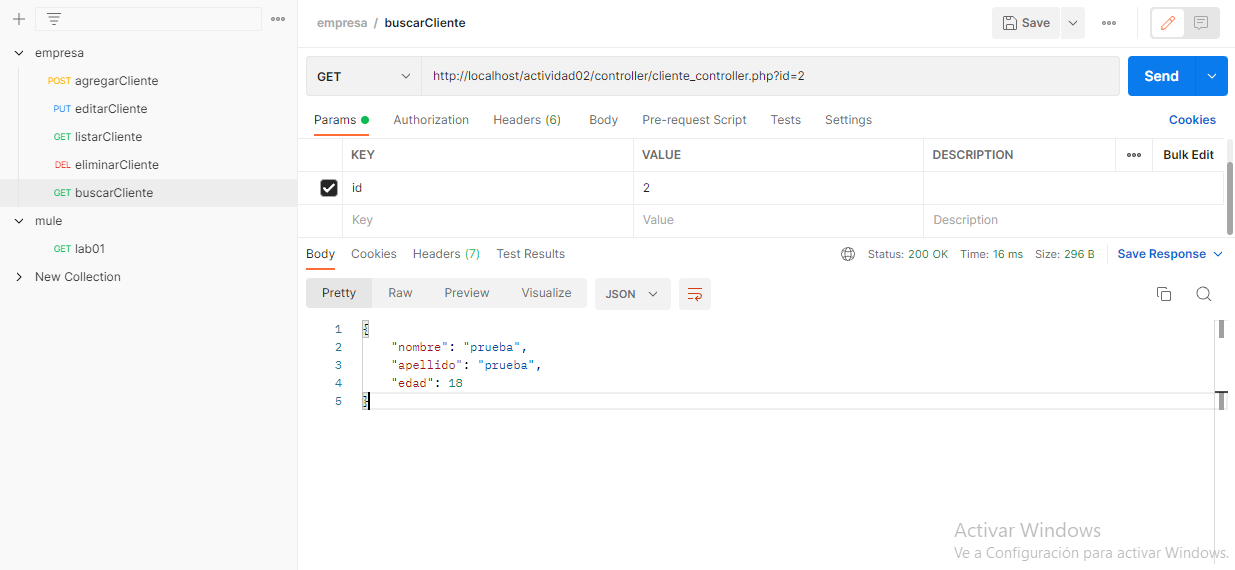 empresa / buscarCliente
Save
empresa
POST agregarCliente
PUT editarCliente
GET listarCliente
DEL eliminarCliente
GET buscarCliente
mule
GET lab01
New Collection
GET
http://localhost/actividad02/controller/cliente_controller.php?id=2
Send
Params Authorization Headers (6) Body Pre-request Script Tests Settings Cookies
KEY VALUE DESCRIPTION Bulk Edit
id 2
Key Value Description
Body Cookies Headers (7) Test Results Status: 200 OK Time: 16 ms Size: 296 B Save Response
Pretty Raw Preview Visualize JSON
1 {
2 "nombre": "prueba",
3 "apellido": "prueba",
4 "edad": 18
5 }
Activar Windows
Ve a Configuración para activar Windows.